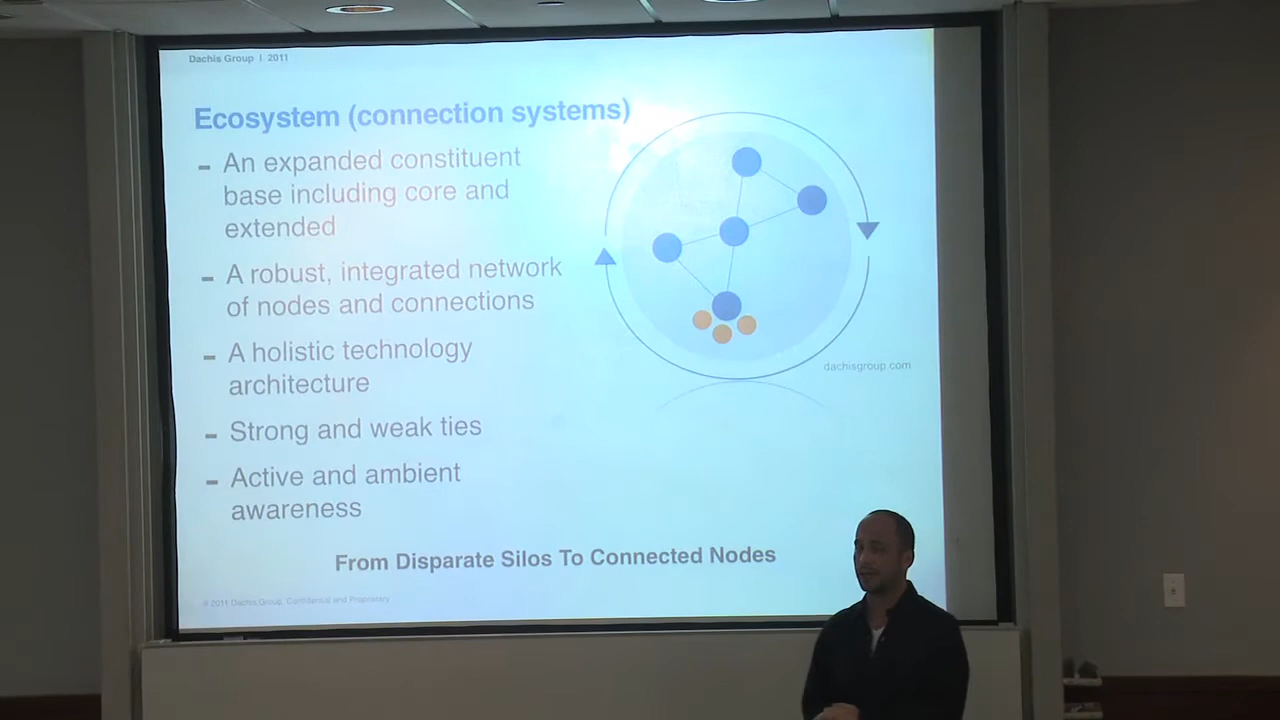 Dachis Group | 2011
Ecosystem (connection systems)
- An expanded constituent
base including core and
extended
- A robust, integrated network
of nodes and connections
- A holistic technology
architecture
- Strong and weak ties
- Active and ambient
awareness
dachisgroup.com
From Disparate Silos To Connected Nodes
© 2011 Dachis Group. Confidential and Proprietary